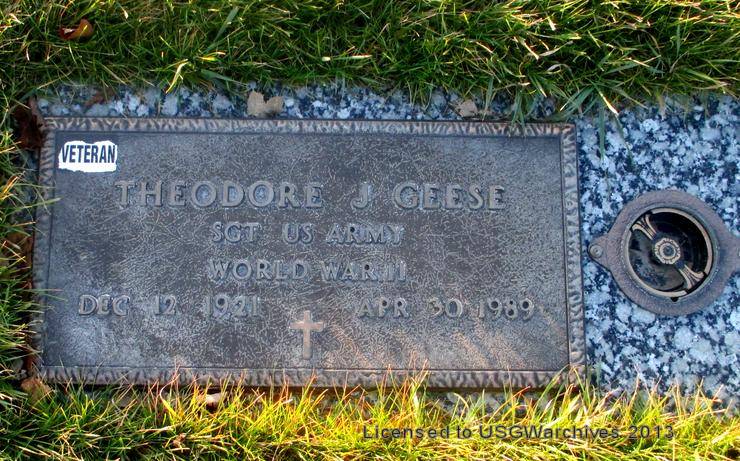 VETERAN
THEODORE J GEESE
SGT US ARMY
WORLD WAR II
DEC 12 1921 APR 30 1989
Licensed to USGWarchives 2013